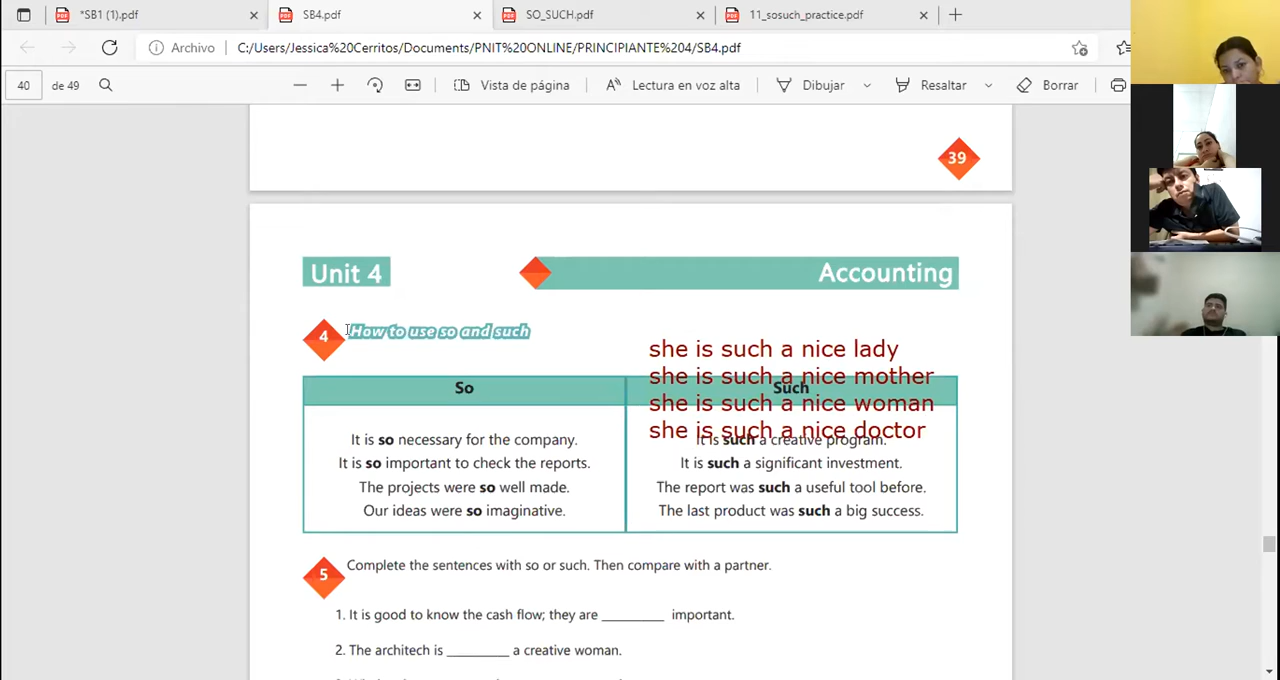 *SB1 (1).pdf
SB4.pdf
SO_SUCH.pdf
11_sosuch_practice.pdf
Archivo
C:/Users/Jessica%20Cerritos/Documents/PNIT%20ONLINE/PRINCIPIANTE%204/SB4.pdf
40 de 49
Vista de página
Lectura en voz alta
Dibujar
Resaltar
Borrar
39
Unit 4
Accounting
4 How to use so and such
she is such a nice lady
she is such a nice mother
she is such a nice woman
she is such a nice doctor
So
It is so necessary for the company.
It is so important to check the reports.
The projects were so well made.
Our ideas were so imaginative.
Such
It is such a creative program.
It is such a significant investment.
The report was such a useful tool before.
The last product was such a big success.
5 Complete the sentences with so or such. Then compare with a partner.
1. It is good to know the cash flow; they are _________ important.
2. The architech is _________ a creative woman.